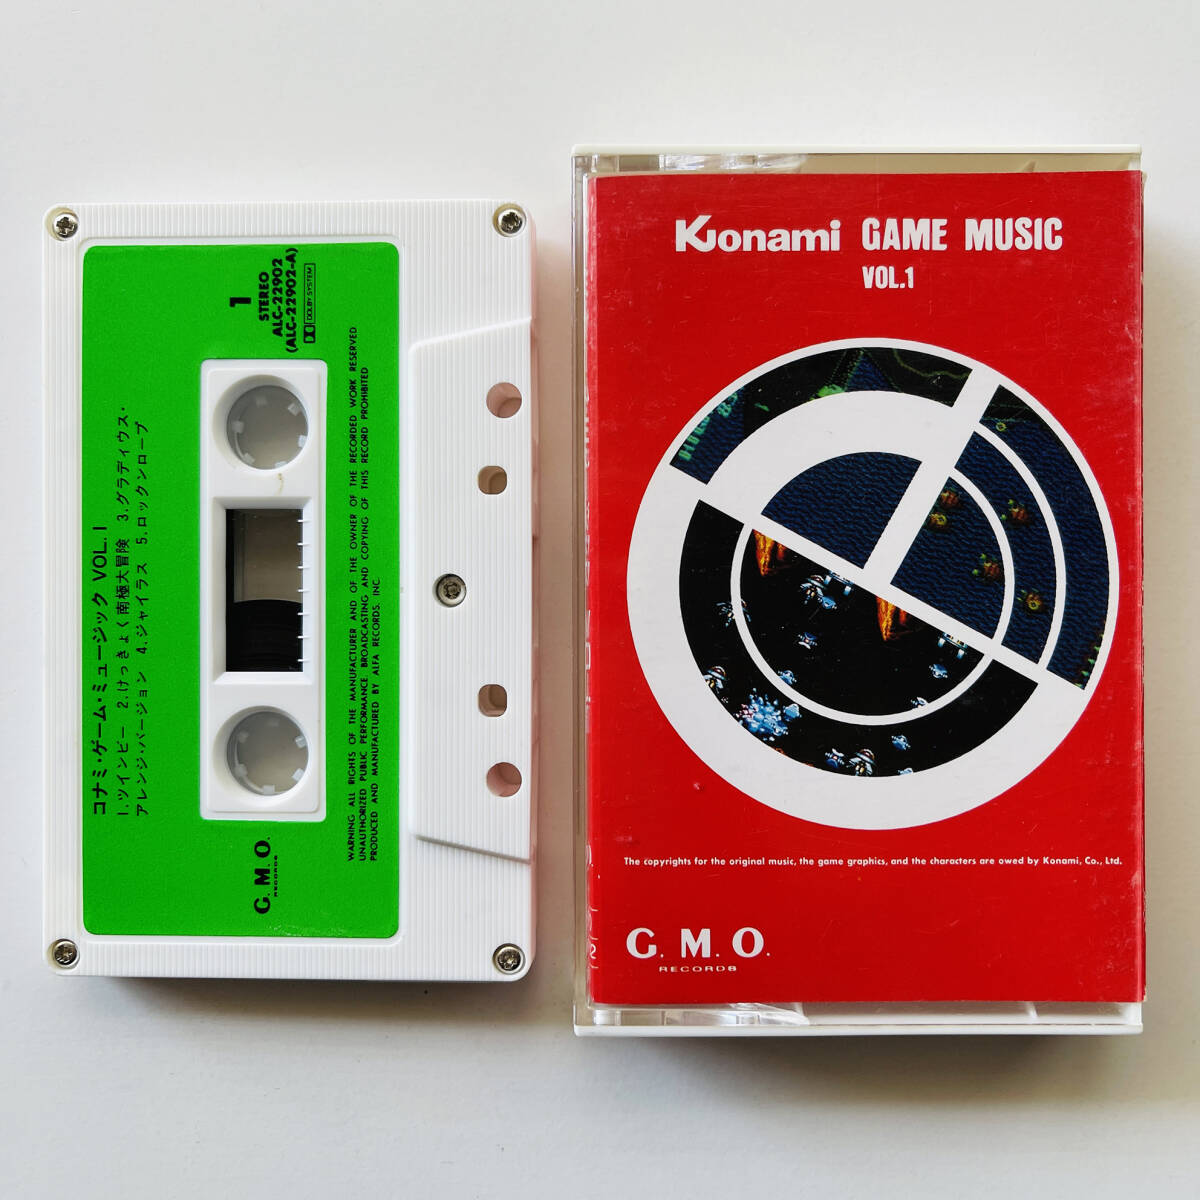 コナミ・ゲーム・ミュージック VOL.1
1.ツインビー 2.けっきょく南極大冒険 3.グラディウス・
アレンジ・バージョン 4.ジャイラス 5.ロックンロープ
1
STEREO
ALC-22902
(ALC-22902-A)
DOLBY SYSTEM
G.M.O.
RECORDS
WARNING: ALL RIGHTS OF THE MANUFACTURER AND OF THE OWNER OF THE RECORDED WORK RESERVED
UNAUTHORIZED PUBLIC PERFORMANCE BROADCASTING AND COPYING OF THIS RECORD PROHIBITED
PRODUCED AND MANUFACTURED BY ALFA RECORDS, INC.
Konami GAME MUSIC
VOL.1
The copyrights for the original music, the game graphics, and the characters are owed by Konami, Co., Ltd.
G.M.O.
RECORDS